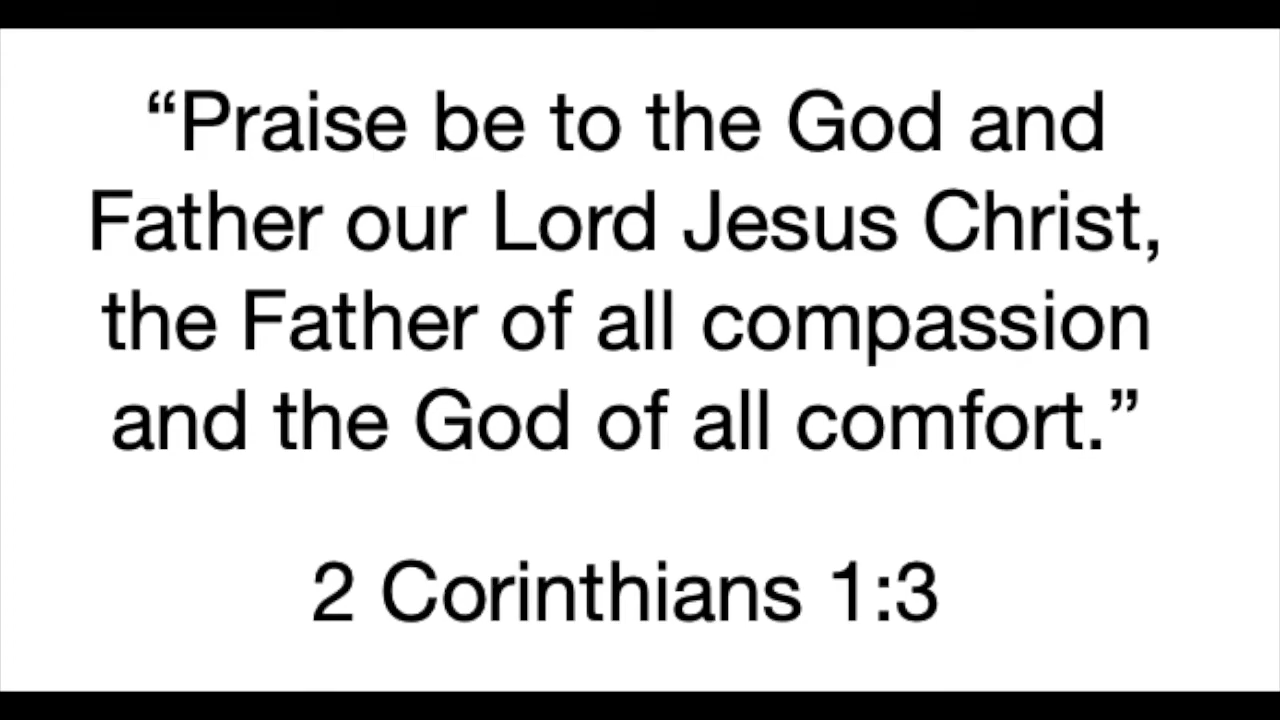 “Praise be to the God and
Father our Lord Jesus Christ,
the Father of all compassion
and the God of all comfort.”
2 Corinthians 1:3